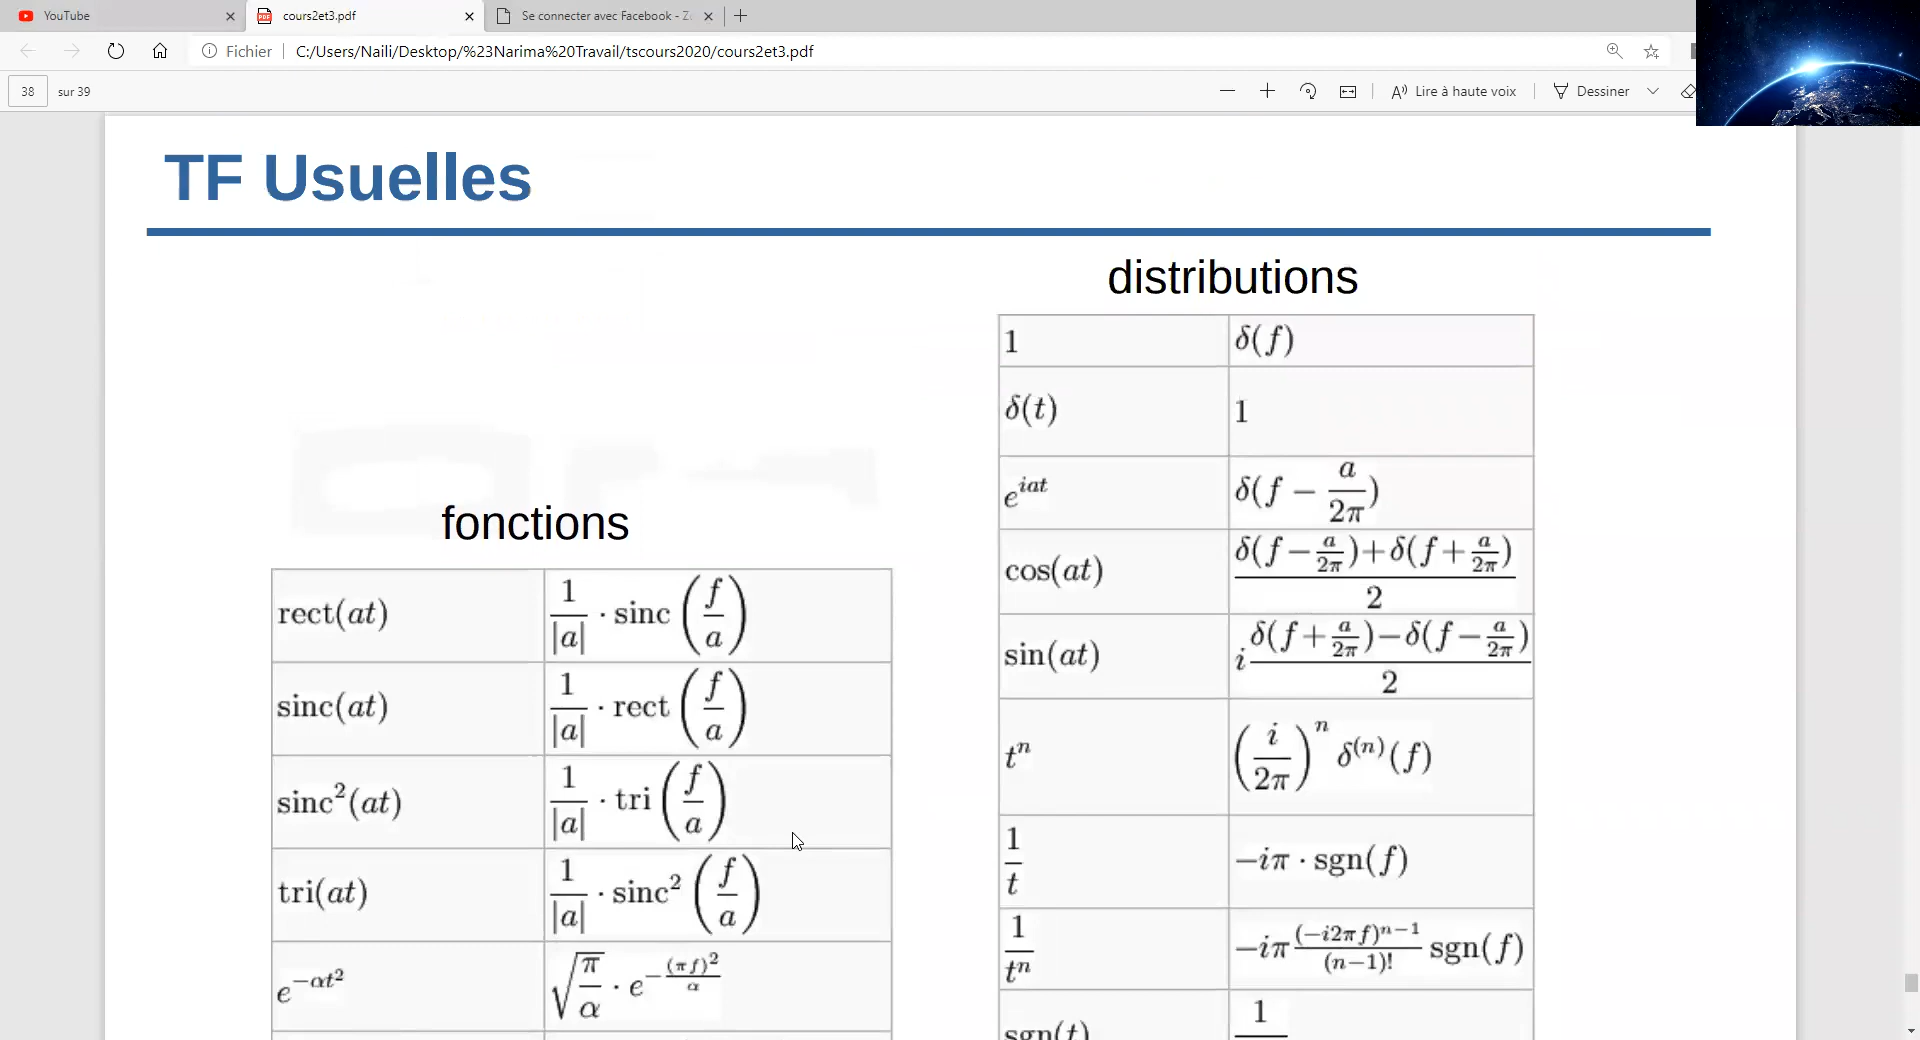 YouTube
cours2et3.pdf
Se connecter avec Facebook - Z
Fichier
C:/Users/Naili/Desktop/%23Narima%20Travail/tscours2020/cours2et3.pdf
38 sur 39
Lire à haute voix
Dessiner
TF Usuelles
distributions
1 δ(f)
δ(t) 1
e^{iat} δ(f − a/2π)
cos(at) (δ(f − a/2π) + δ(f + a/2π))/2
sin(at) i (δ(f + a/2π) − δ(f − a/2π))/2
t^n (i/2π)^n δ^{(n)}(f)
1/t −iπ · sgn(f)
1/t^n −iπ ((−i2πf)^{n−1}/(n−1)!) sgn(f)
sgn(t) 1
fonctions
rect(at) 1/|a| · sinc(f/a)
sinc(at) 1/|a| · rect(f/a)
sinc²(at) 1/|a| · tri(f/a)
tri(at) 1/|a| · sinc²(f/a)
e^{−αt²} √(π/α) · e^{−(πf)²/α}